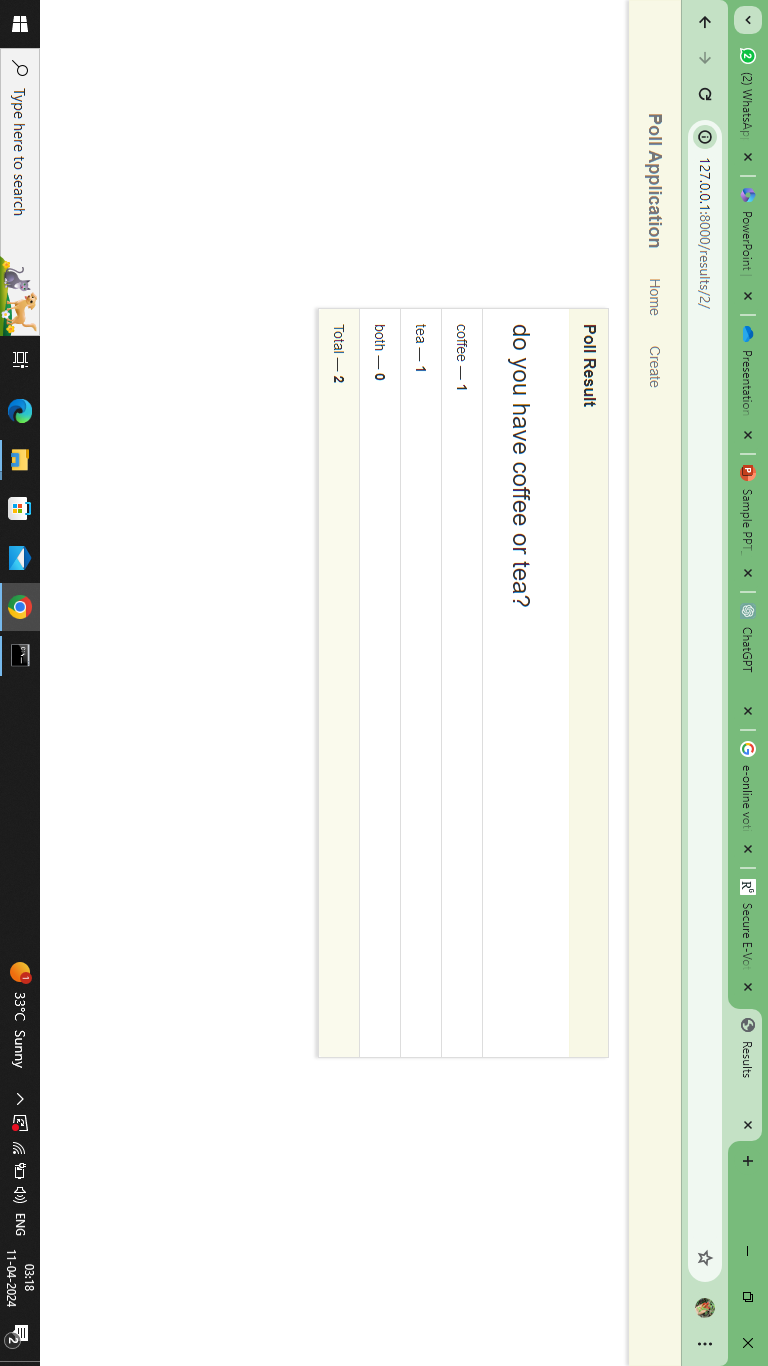 (2) WhatsAp
PowerPoint |
Presentation
Sample PPT_
ChatGPT
e-online vot
Secure E-Vot
Results
127.0.0.1:8000/results/2/
Poll Application Home Create
Poll Result
do you have coffee or tea?
coffee — 1
tea — 1
both — 0
Total — 2
Type here to search
33°C Sunny
ENG
03:18
11-04-2024
2